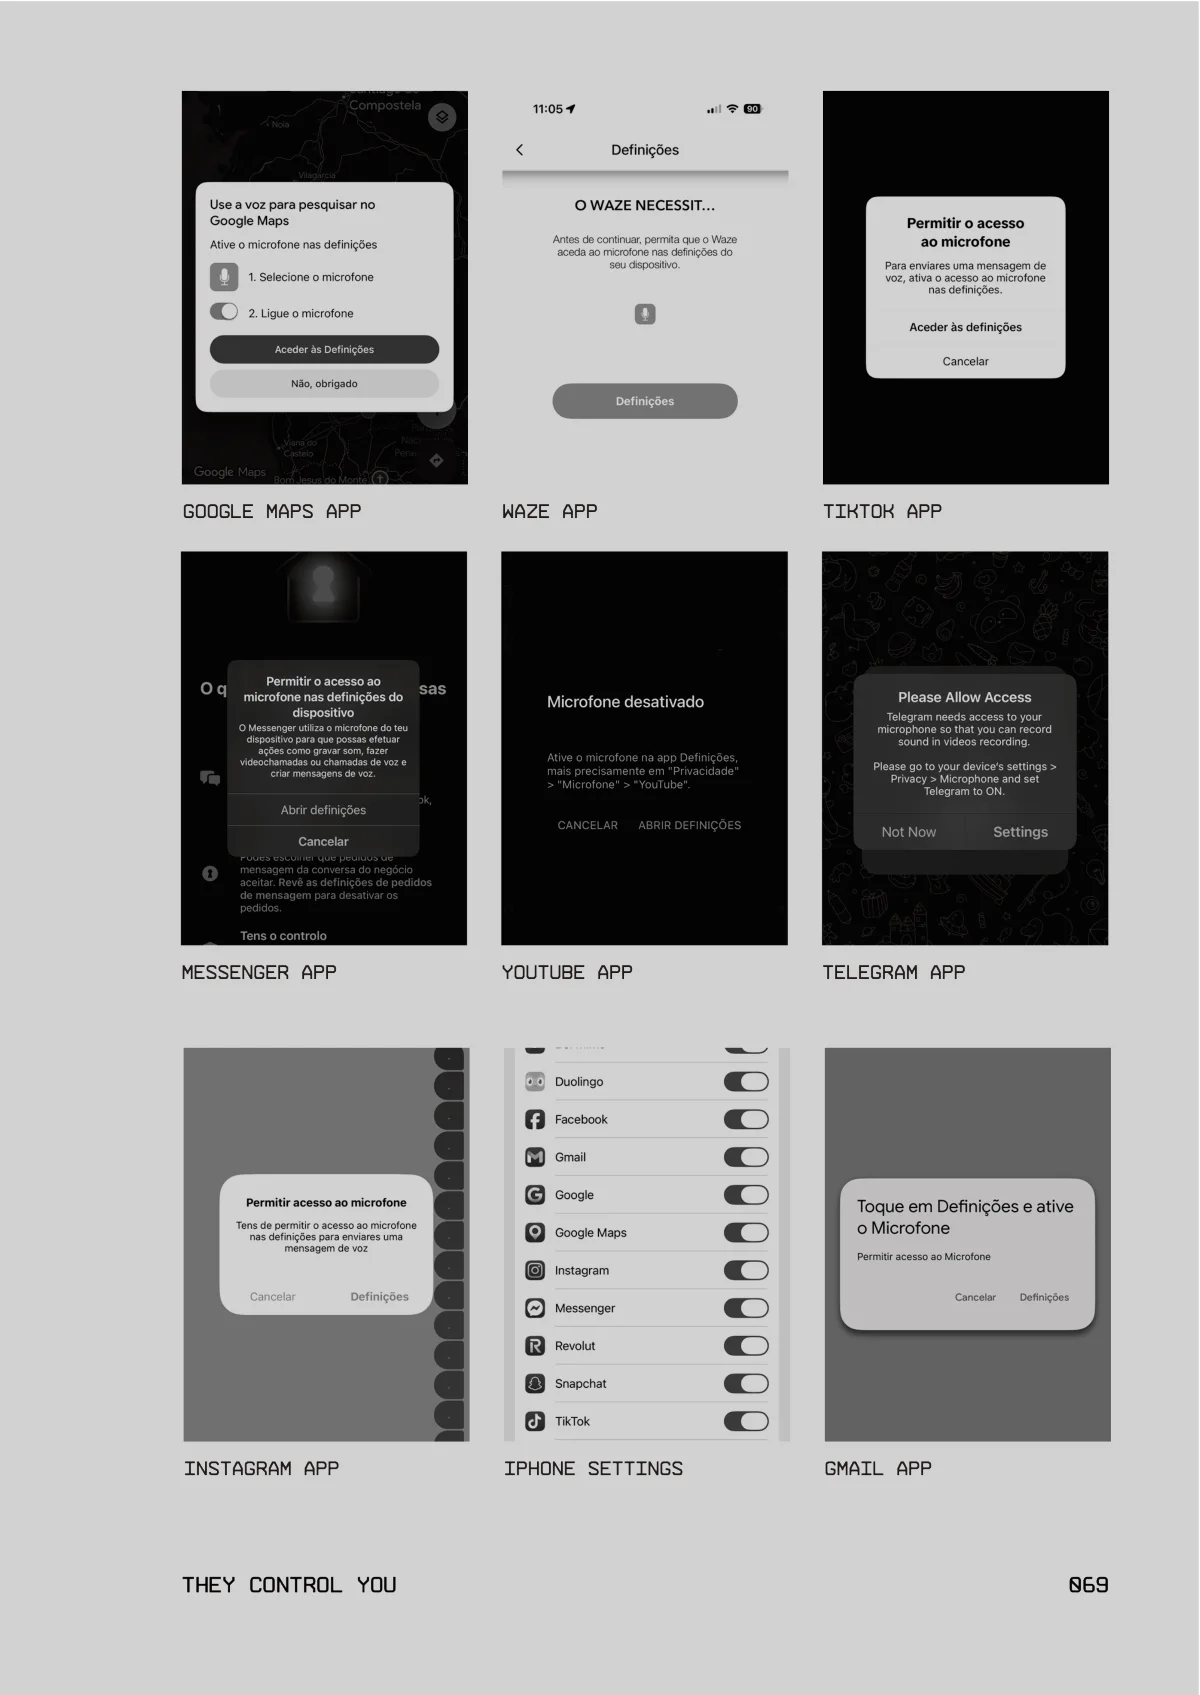 Compostela
Noia
Vilagarcia
Use a voz para pesquisar no
Google Maps
Ative o microfone nas definições
1. Selecione o microfone
2. Ligue o microfone
Aceder às Definições
Não, obrigado
Viana do
Castelo
Google Maps
Bom Jesus do Monte
GOOGLE MAPS APP
11:05
90
Definições
O WAZE NECESSIT...
Antes de continuar, permita que o Waze
aceda ao microfone nas definições do
seu dispositivo.
Definições
WAZE APP
Permitir o acesso
ao microfone
Para enviares uma mensagem de
voz, ativa o acesso ao microfone
nas definições.
Aceder às definições
Cancelar
TIKTOK APP
O q
sas
Permitir o acesso ao
microfone nas definições do
dispositivo
O Messenger utiliza o microfone do teu
dispositivo para que possas efetuar
ações como gravar som, fazer
videochamadas ou chamadas de voz e
criar mensagens de voz.
ok,
Abrir definições
Cancelar
Podes escolher que pedidos de
mensagem da conversa do negócio
aceitar. Revê as definições de pedidos
de mensagem para desativar os
pedidos.
Tens o controlo
MESSENGER APP
Microfone desativado
Ative o microfone na app Definições,
mais precisamente em "Privacidade"
> "Microfone" > "YouTube".
CANCELAR ABRIR DEFINIÇÕES
YOUTUBE APP
Please Allow Access
Telegram needs access to your
microphone so that you can record
sound in videos recording.
Please go to your device's settings >
Privacy > Microphone and set
Telegram to ON.
Not Now Settings
TELEGRAM APP
Permitir acesso ao microfone
Tens de permitir o acesso ao microfone
nas definições para enviares uma
mensagem de voz
Cancelar Definições
INSTAGRAM APP
Duolingo
Facebook
Gmail
Google
Google Maps
Instagram
Messenger
Revolut
Snapchat
TikTok
IPHONE SETTINGS
Toque em Definições e ative
o Microfone
Permitir acesso ao Microfone
Cancelar Definições
GMAIL APP
THEY CONTROL YOU
069